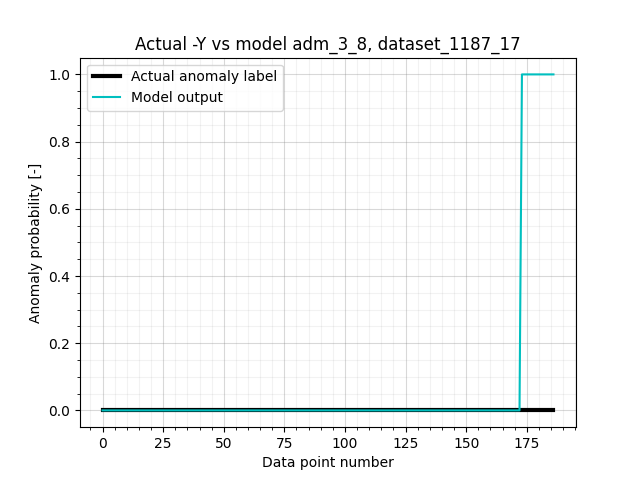 Actual -Y vs model adm_3_8, dataset_1187_17
Actual anomaly label
Model output
1.0
0.8
0.6
0.4
0.2
0.0
Anomaly probability [-]
0 25 50 75 100 125 150 175
Data point number